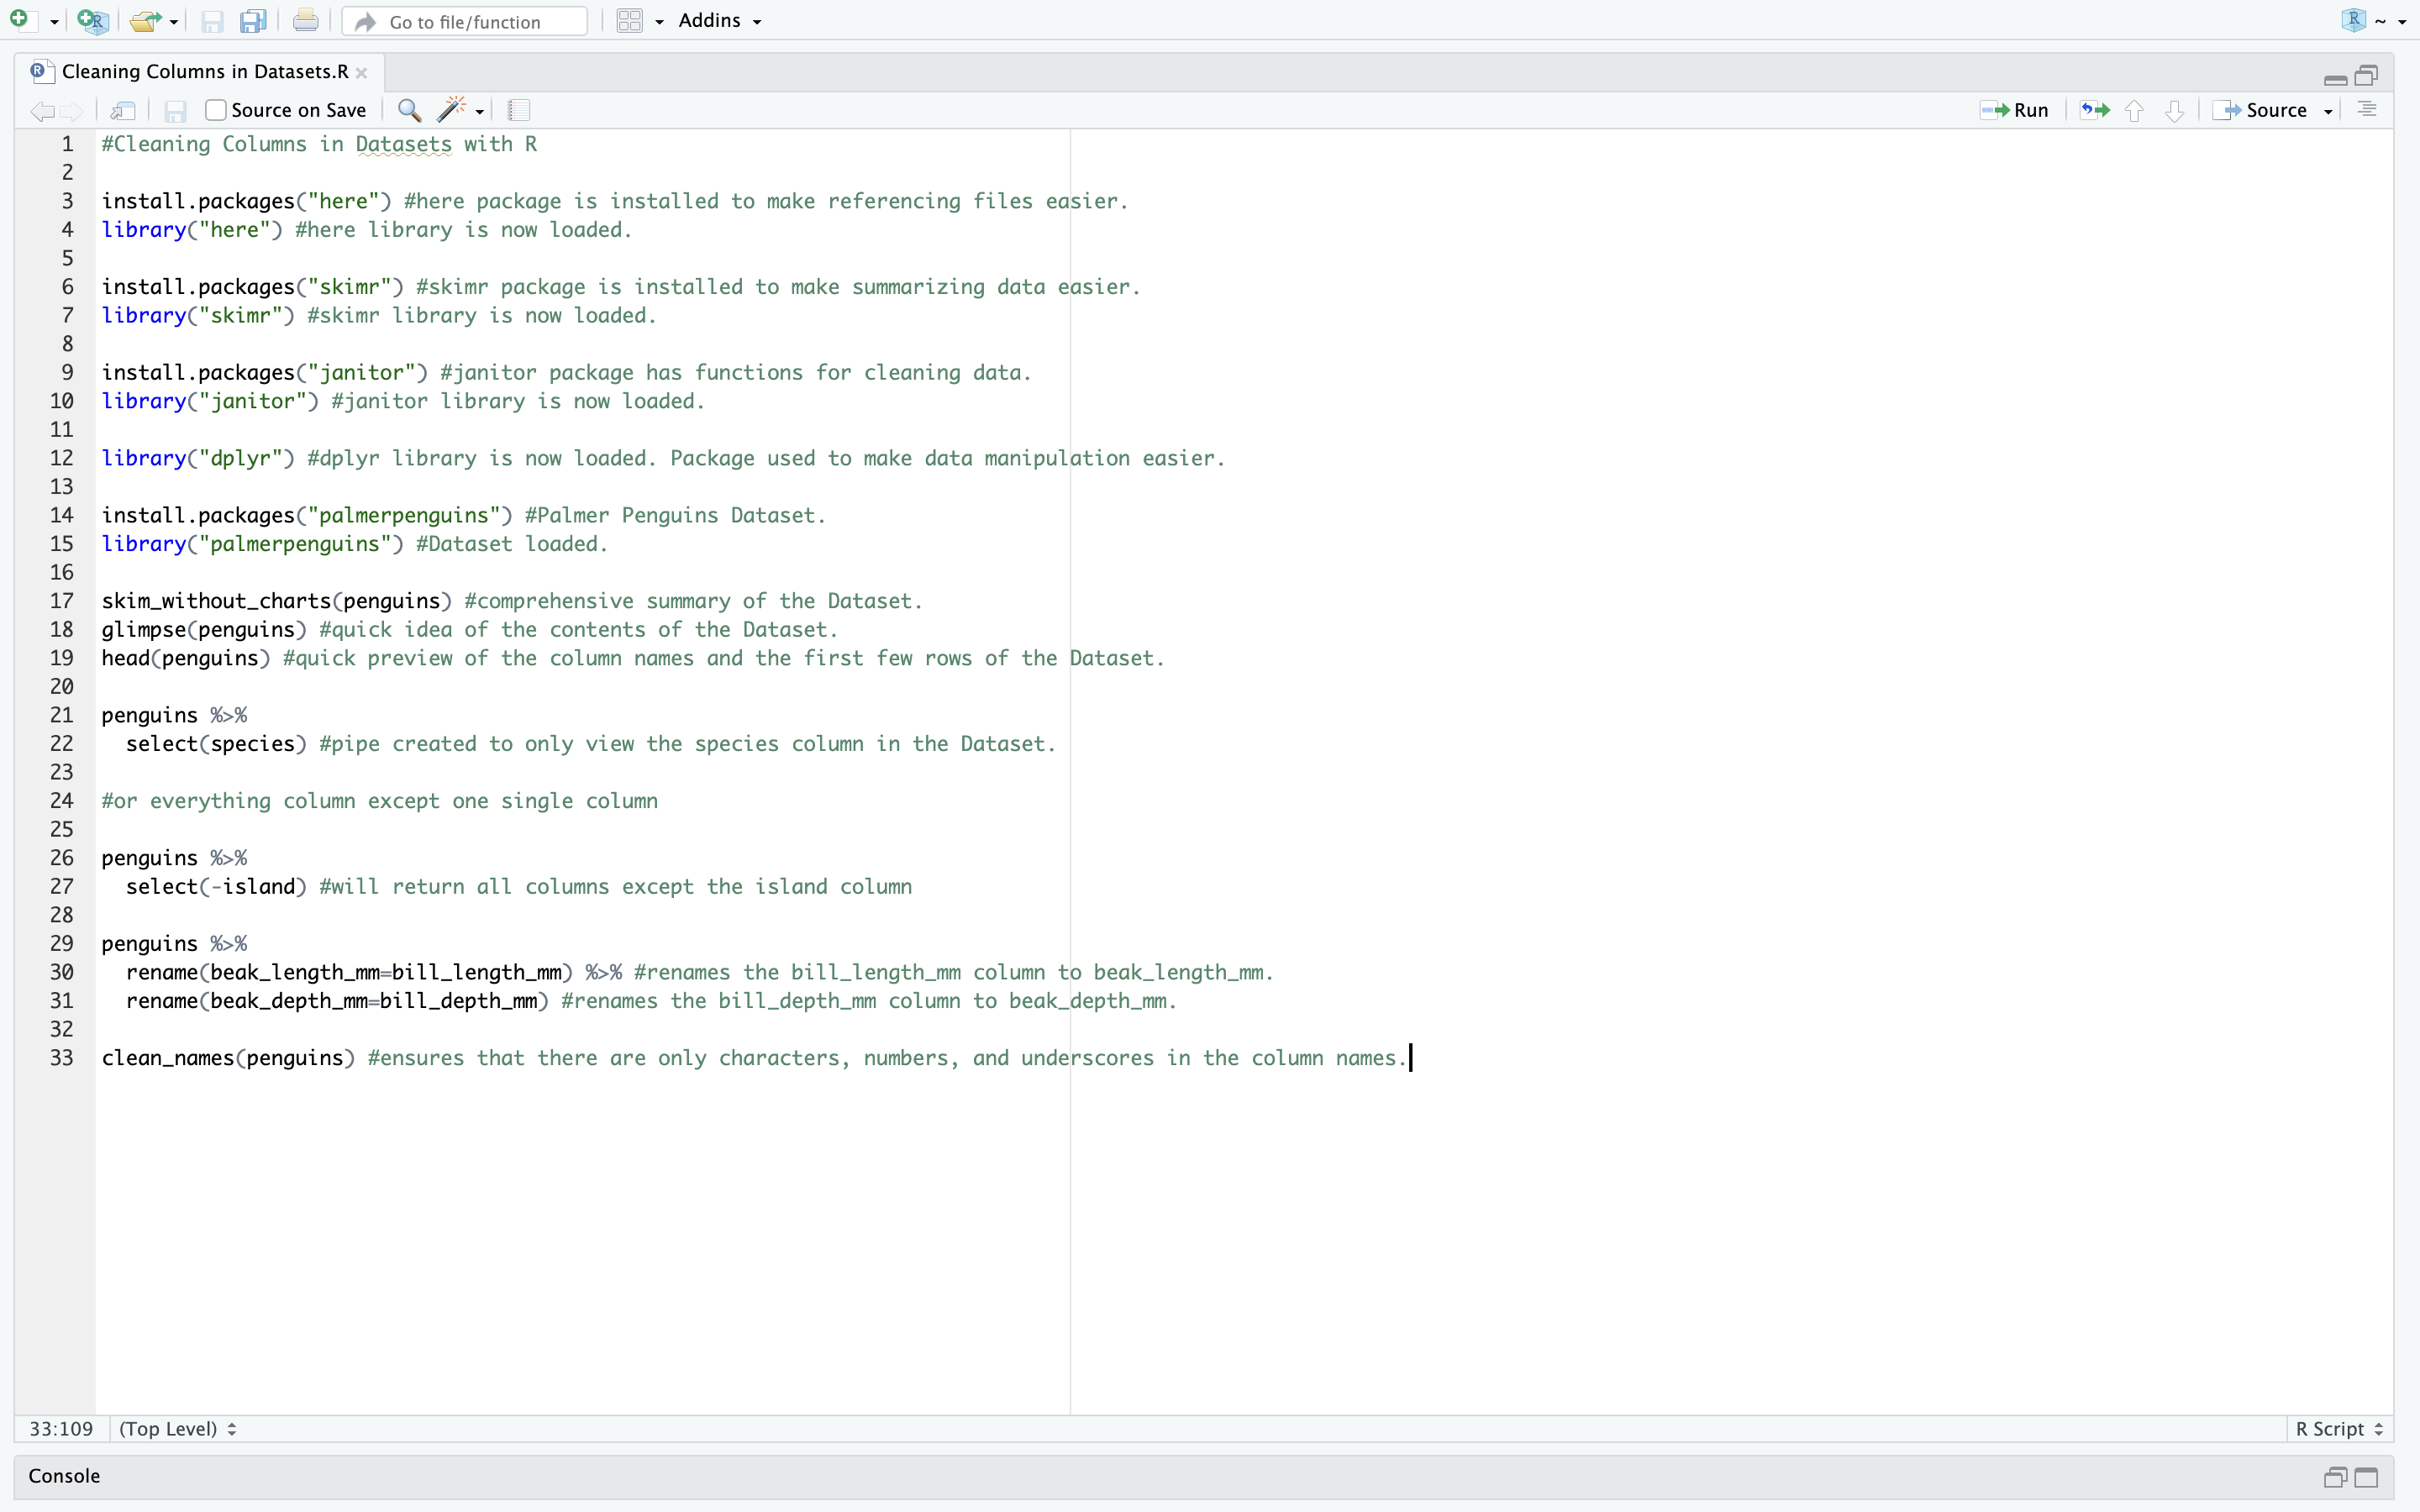 Go to file/function
Addins
~
Cleaning Columns in Datasets.R
Source on Save
Run
Source
1 #Cleaning Columns in Datasets with R
2
3 install.packages("here") #here package is installed to make referencing files easier.
4 library("here") #here library is now loaded.
5
6 install.packages("skimr") #skimr package is installed to make summarizing data easier.
7 library("skimr") #skimr library is now loaded.
8
9 install.packages("janitor") #janitor package has functions for cleaning data.
10 library("janitor") #janitor library is now loaded.
11
12 library("dplyr") #dplyr library is now loaded. Package used to make data manipulation easier.
13
14 install.packages("palmerpenguins") #Palmer Penguins Dataset.
15 library("palmerpenguins") #Dataset loaded.
16
17 skim_without_charts(penguins) #comprehensive summary of the Dataset.
18 glimpse(penguins) #quick idea of the contents of the Dataset.
19 head(penguins) #quick preview of the column names and the first few rows of the Dataset.
20
21 penguins %>%
22   select(species) #pipe created to only view the species column in the Dataset.
23
24 #or everything column except one single column
25
26 penguins %>%
27   select(-island) #will return all columns except the island column
28
29 penguins %>%
30   rename(beak_length_mm=bill_length_mm) %>% #renames the bill_length_mm column to beak_length_mm.
31   rename(beak_depth_mm=bill_depth_mm) #renames the bill_depth_mm column to beak_depth_mm.
32
33 clean_names(penguins) #ensures that there are only characters, numbers, and underscores in the column names.
33:109 (Top Level) R Script
Console